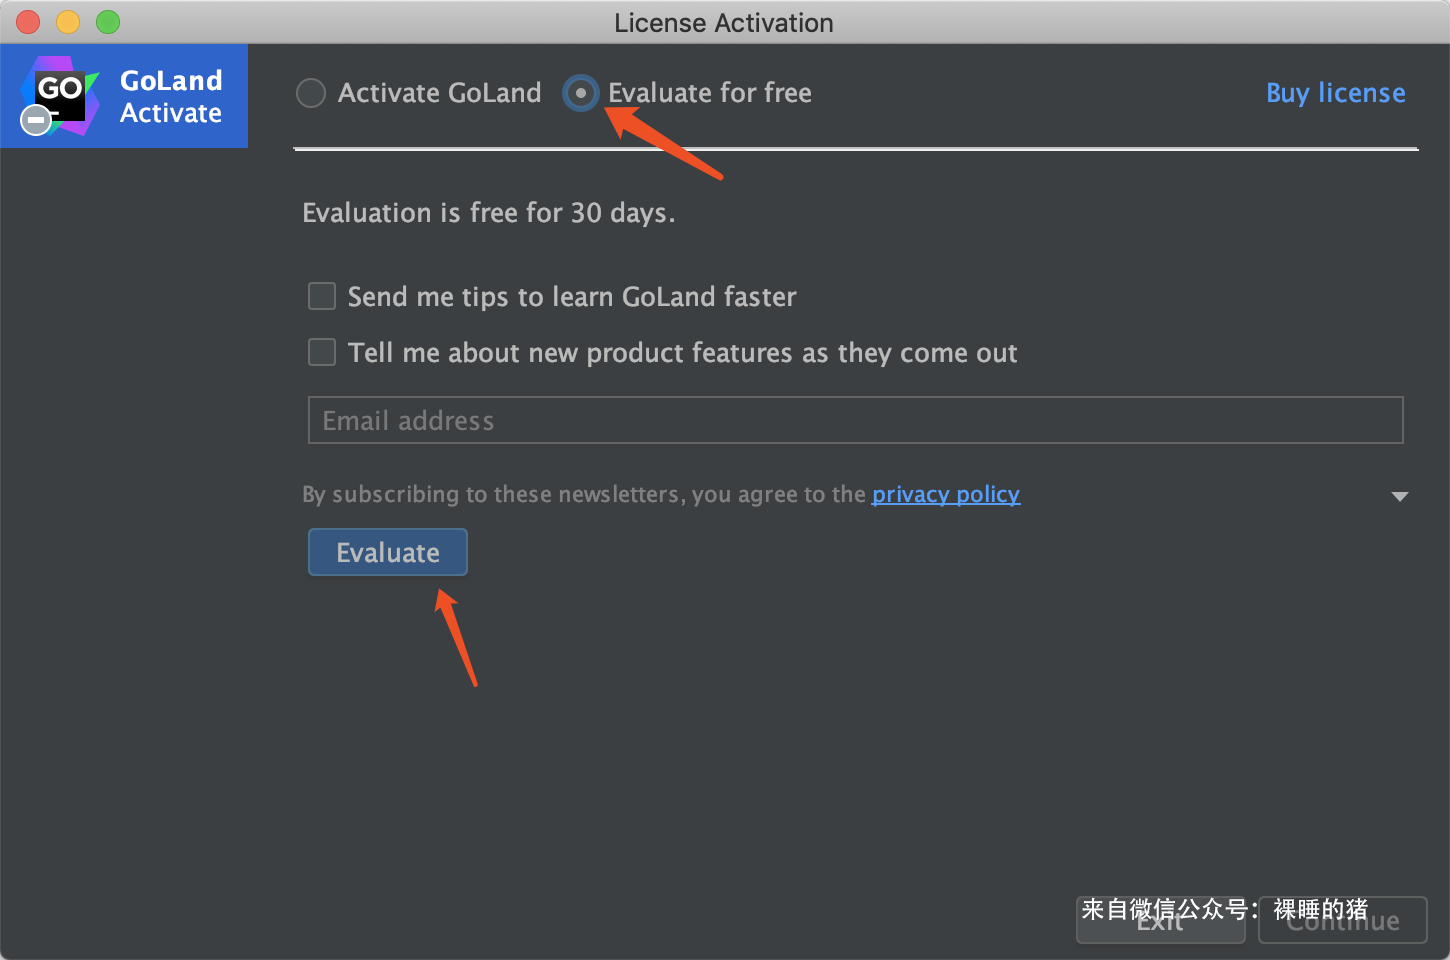 License Activation
GO
GoLand
Activate
Activate GoLand
Evaluate for free
Buy license
Evaluation is free for 30 days.
Send me tips to learn GoLand faster
Tell me about new product features as they come out
Email address
By subscribing to these newsletters, you agree to the privacy policy
Evaluate
来自微信公众号：裸睡的猪
Exit
Continue